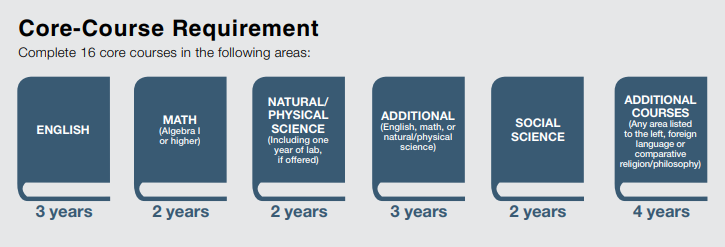 Core-Course Requirement
Complete 16 core courses in the following areas:
ENGLISH
3 years
MATH
(Algebra I
or higher)
2 years
NATURAL/
PHYSICAL
SCIENCE
(Including one
year of lab,
if offered)
2 years
ADDITIONAL
(English, math, or
natural/physical
science)
3 years
SOCIAL
SCIENCE
2 years
ADDITIONAL
COURSES
(Any area listed
to the left, foreign
language or
comparative
religion/philosophy)
4 years